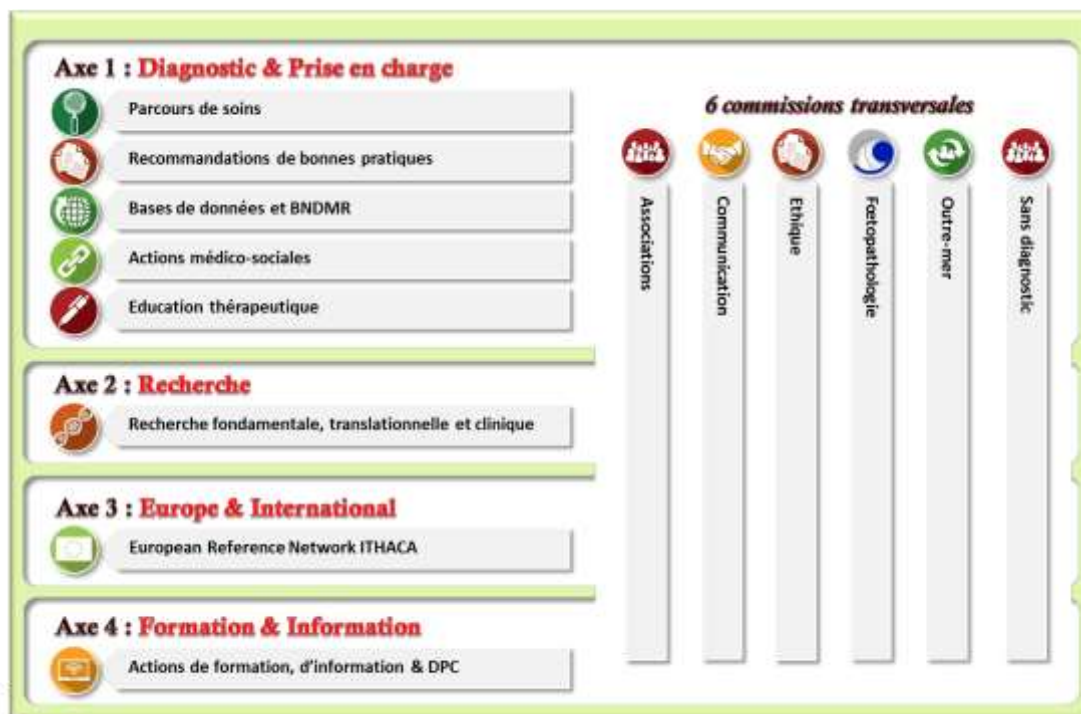 Axe 1 : Diagnostic & Prise en charge
Parcours de soins
Recommandations de bonnes pratiques
Bases de données et BNDMR
Actions médico-sociales
Education thérapeutique
Axe 2 : Recherche
Recherche fondamentale, translationnelle et clinique
Axe 3 : Europe & International
European Reference Network ITHACA
Axe 4 : Formation & Information
Actions de formation, d'information & DPC
6 commissions transversales
Associations
Communication
Ethique
Fœtopathologie
Outre-mer
Sans diagnostic